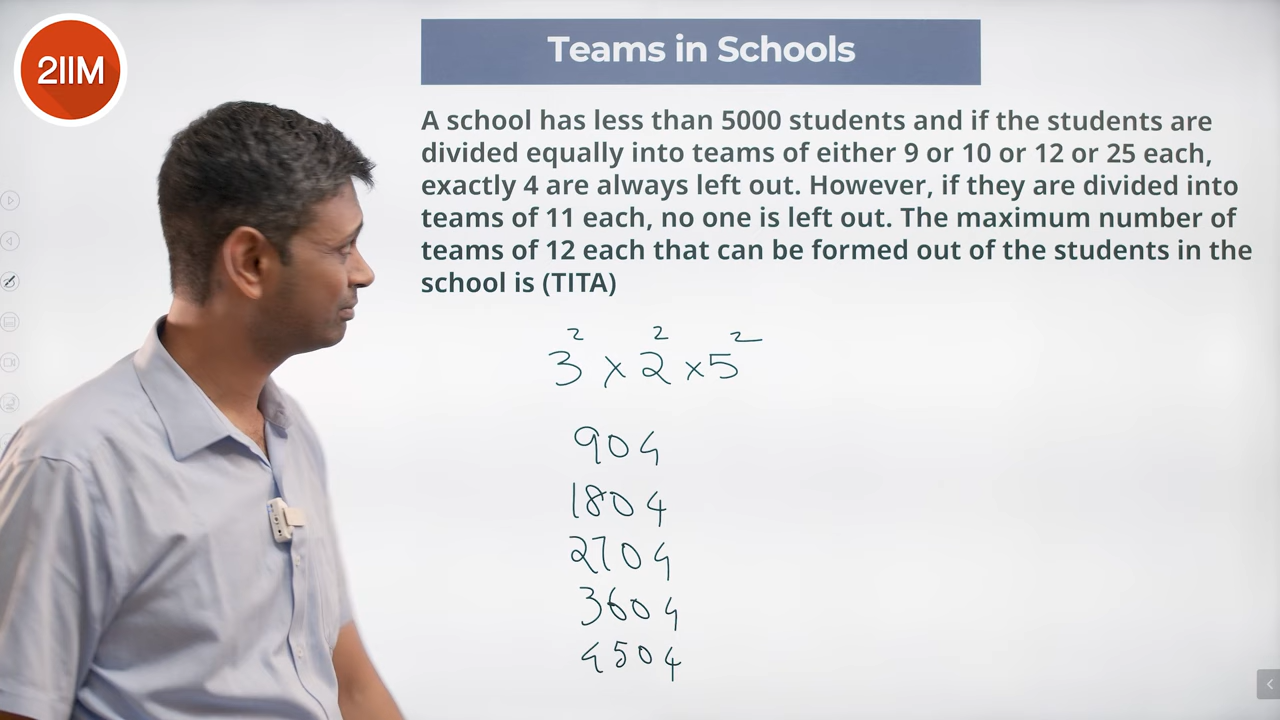 2IIM
Teams in Schools
A school has less than 5000 students and if the students are
divided equally into teams of either 9 or 10 or 12 or 25 each,
exactly 4 are always left out. However, if they are divided into
teams of 11 each, no one is left out. The maximum number of
teams of 12 each that can be formed out of the students in the
school is (TITA)
3² × 2² × 5²
904
1804
2704
3604
4504